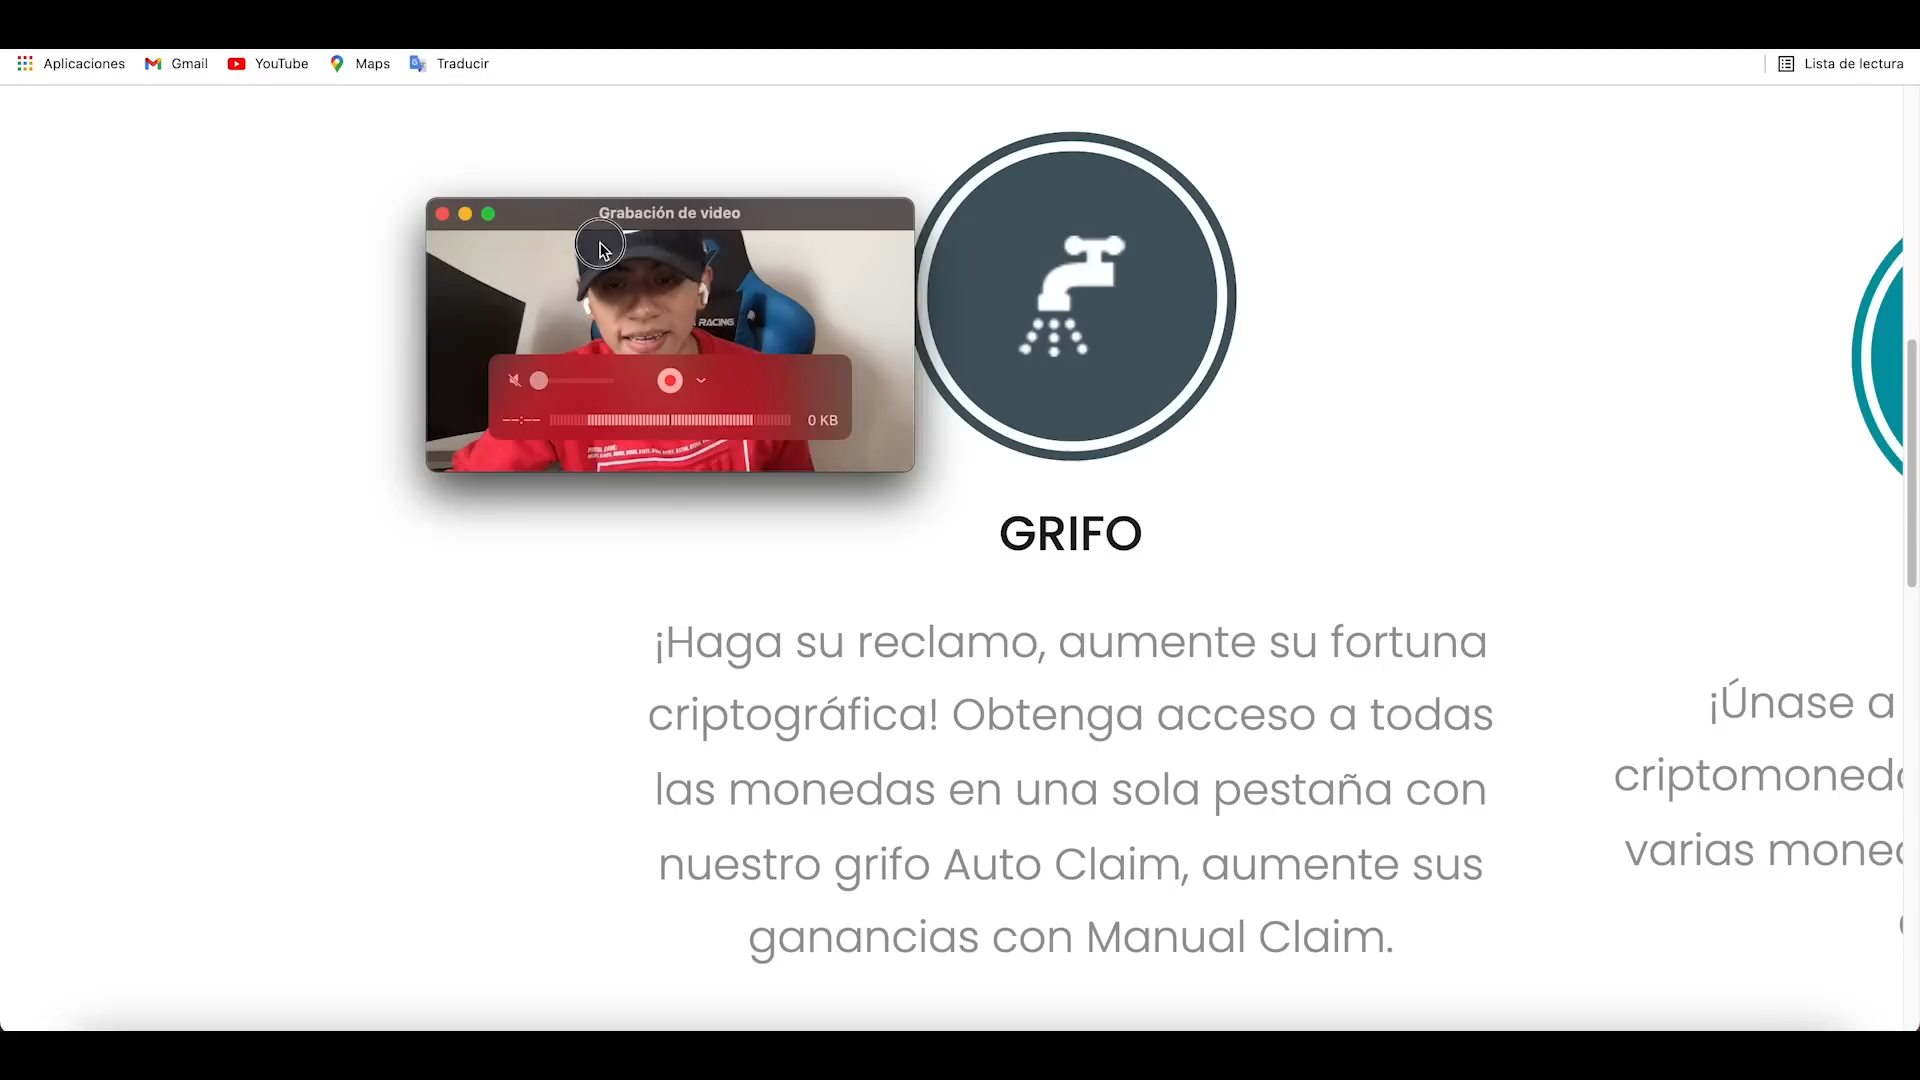 Aplicaciones
Gmail
YouTube
Maps
Traducir
Lista de lectura
Grabación de video
RACING
--:--
0 KB
GRIFO
¡Haga su reclamo, aumente su fortuna
criptográfica! Obtenga acceso a todas
las monedas en una sola pestaña con
nuestro grifo Auto Claim, aumente sus
ganancias con Manual Claim.
¡Únase a